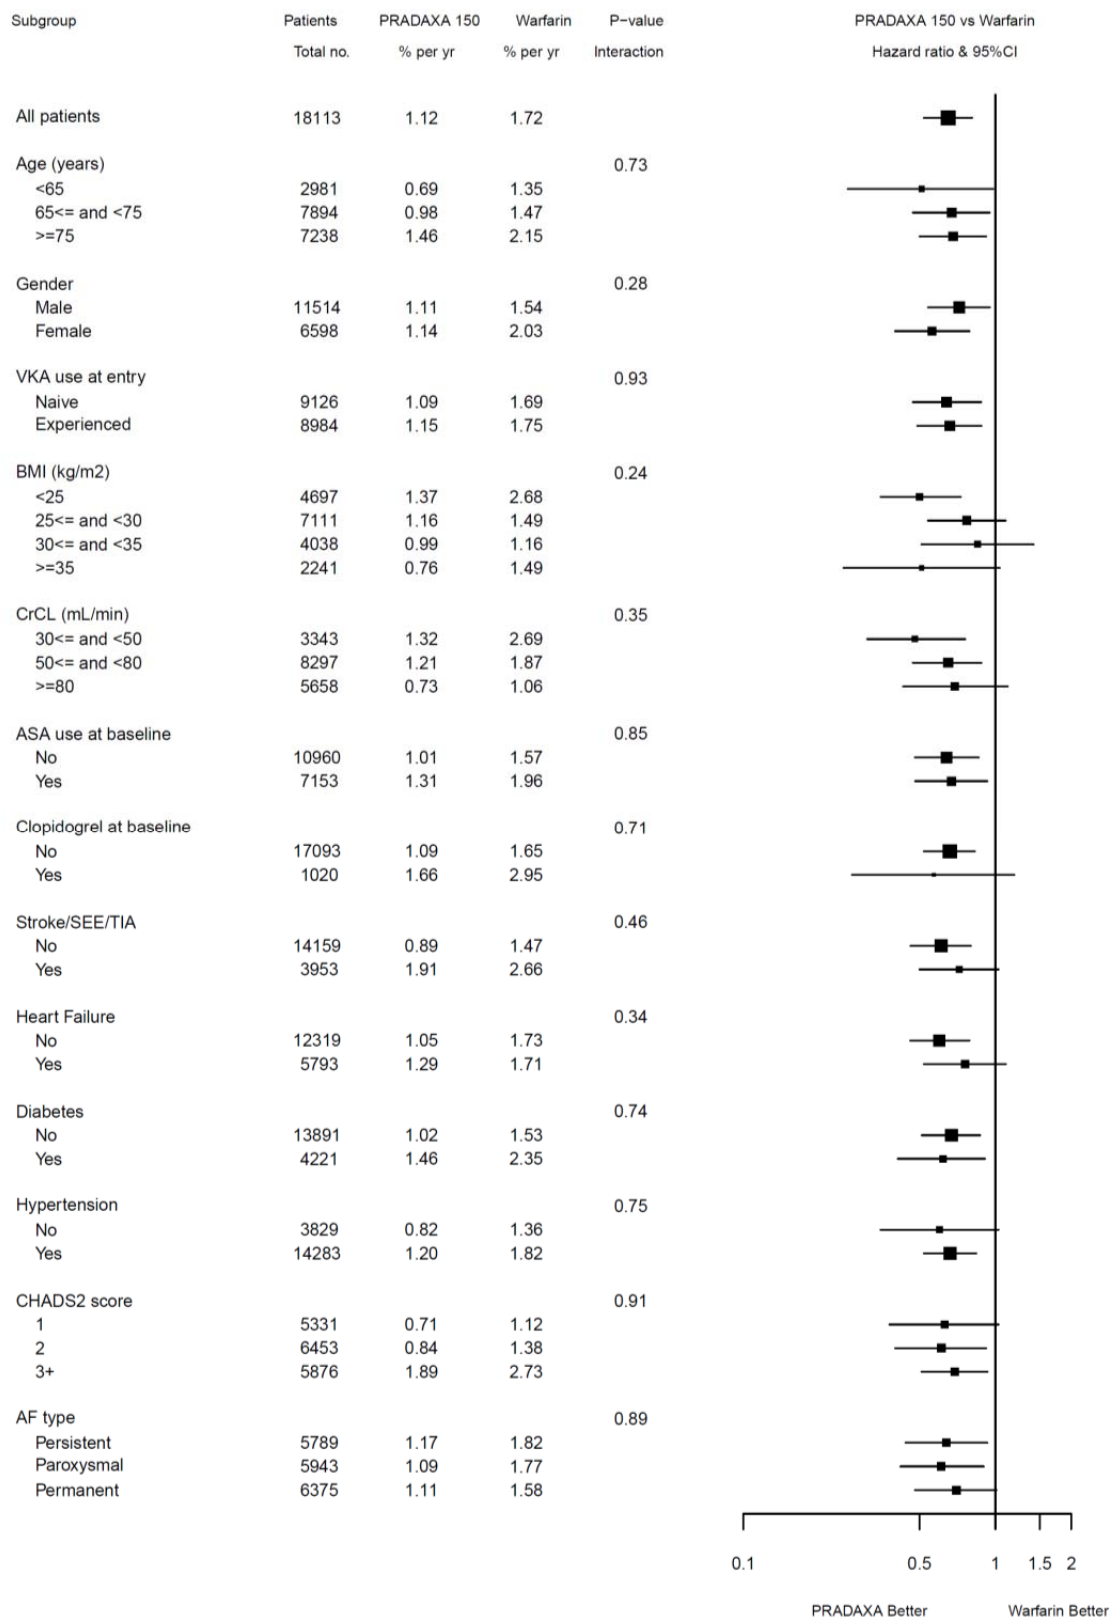 Subgroup Patients PRADAXA 150 Warfarin P−value PRADAXA 150 vs Warfarin
Total no. % per yr % per yr Interaction Hazard ratio & 95%CI
All patients 18113 1.12 1.72
Age (years) 0.73
<65 2981 0.69 1.35
65<= and <75 7894 0.98 1.47
>=75 7238 1.46 2.15
Gender 0.28
Male 11514 1.11 1.54
Female 6598 1.14 2.03
VKA use at entry 0.93
Naive 9126 1.09 1.69
Experienced 8984 1.15 1.75
BMI (kg/m2) 0.24
<25 4697 1.37 2.68
25<= and <30 7111 1.16 1.49
30<= and <35 4038 0.99 1.16
>=35 2241 0.76 1.49
CrCL (mL/min) 0.35
30<= and <50 3343 1.32 2.69
50<= and <80 8297 1.21 1.87
>=80 5658 0.73 1.06
ASA use at baseline 0.85
No 10960 1.01 1.57
Yes 7153 1.31 1.96
Clopidogrel at baseline 0.71
No 17093 1.09 1.65
Yes 1020 1.66 2.95
Stroke/SEE/TIA 0.46
No 14159 0.89 1.47
Yes 3953 1.91 2.66
Heart Failure 0.34
No 12319 1.05 1.73
Yes 5793 1.29 1.71
Diabetes 0.74
No 13891 1.02 1.53
Yes 4221 1.46 2.35
Hypertension 0.75
No 3829 0.82 1.36
Yes 14283 1.20 1.82
CHADS2 score 0.91
1 5331 0.71 1.12
2 6453 0.84 1.38
3+ 5876 1.89 2.73
AF type 0.89
Persistent 5789 1.17 1.82
Paroxysmal 5943 1.09 1.77
Permanent 6375 1.11 1.58
0.1 0.5 1 1.5 2
PRADAXA Better Warfarin Better